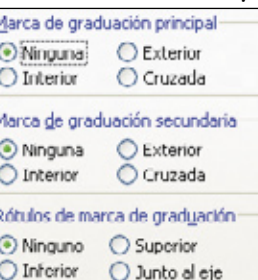 Marca de graduación principal
Ninguna Exterior
Interior Cruzada
Marca de graduación secundaria
Ninguna Exterior
Interior Cruzada
Rótulos de marca de graduación
Ninguno Superior
Inferior Junto al eje